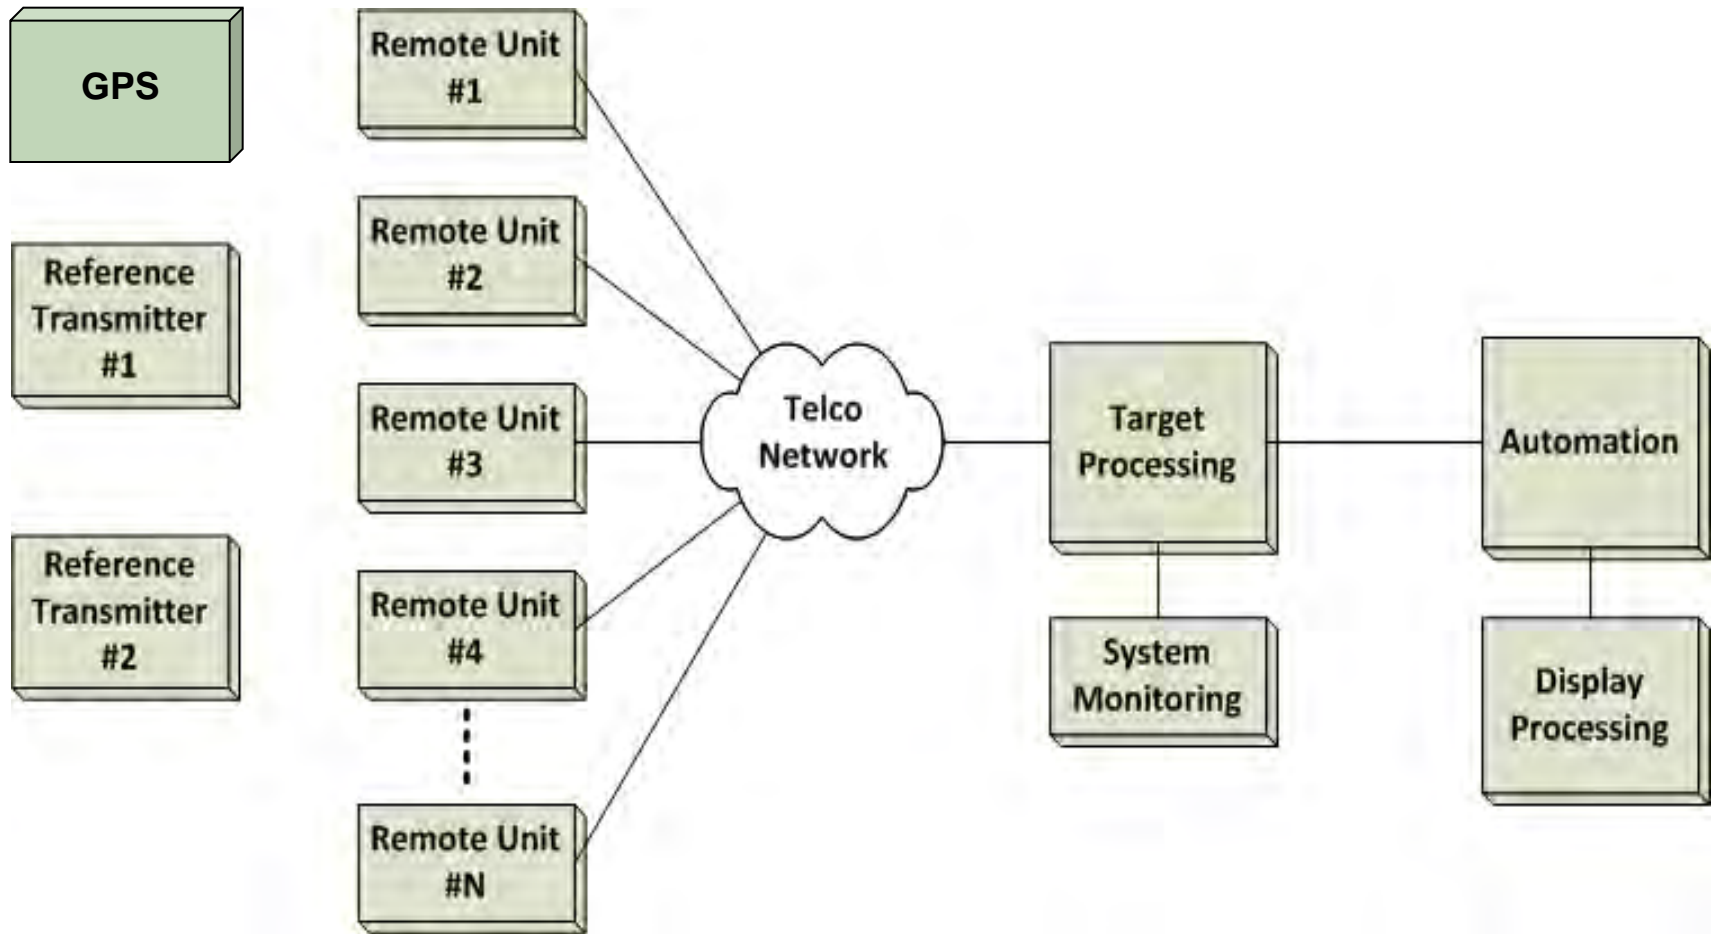 GPS
Reference
Transmitter
#1
Reference
Transmitter
#2
Remote Unit
#1
Remote Unit
#2
Remote Unit
#3
Remote Unit
#4
Remote Unit
#N
Telco
Network
Target
Processing
System
Monitoring
Automation
Display
Processing